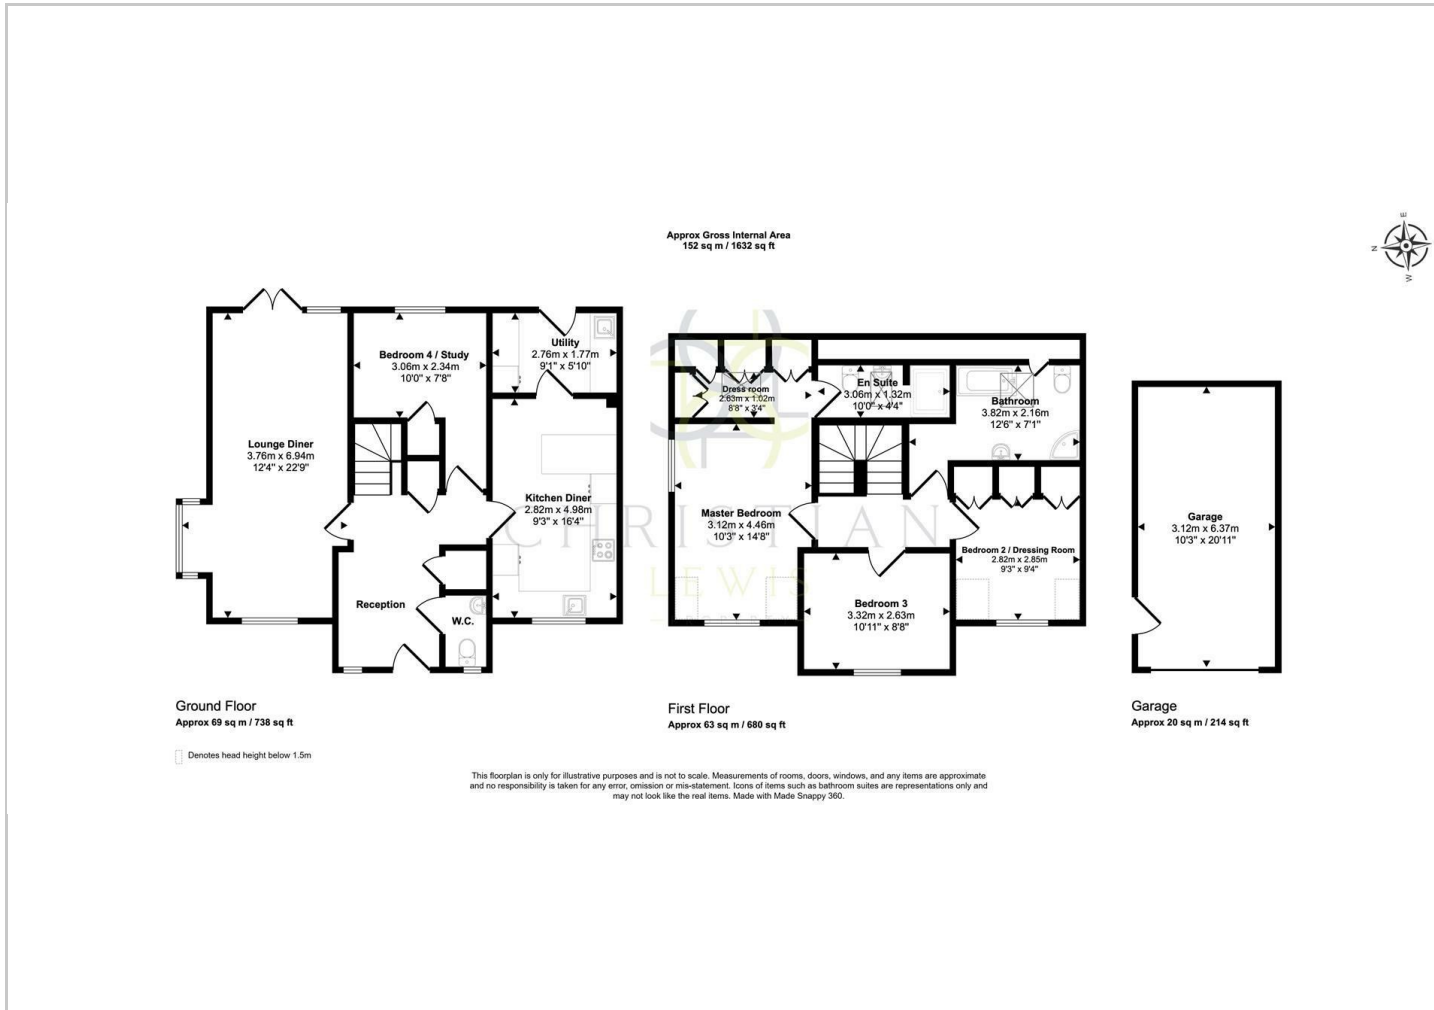 Approx Gross Internal Area
152 sq m / 1632 sq ft
E
N
S
W
Utility
2.76m x 1.77m
9'1" x 5'10"
Bedroom 4 / Study
3.06m x 2.34m
10'0" x 7'8"
Lounge Diner
3.76m x 6.94m
12'4" x 22'9"
Kitchen Diner
2.82m x 4.98m
9'3" x 16'4"
Reception
W.C.
Dress room
2.63m x 1.02m
8'8" x 3'4"
En Suite
3.06m x 1.32m
10'0" x 4'4"
Bathroom
3.82m x 2.16m
12'6" x 7'1"
Master Bedroom
3.12m x 4.46m
10'3" x 14'8"
Bedroom 2 / Dressing Room
2.82m x 2.85m
9'3" x 9'4"
Bedroom 3
3.32m x 2.63m
10'11" x 8'8"
Garage
3.12m x 6.37m
10'3" x 20'11"
CHRISTIAN
LEWIS
Ground Floor
Approx 69 sq m / 738 sq ft
First Floor
Approx 63 sq m / 680 sq ft
Garage
Approx 20 sq m / 214 sq ft
Denotes head height below 1.5m
This floorplan is only for illustrative purposes and is not to scale. Measurements of rooms, doors, windows, and any items are approximate
and no responsibility is taken for any error, omission or mis-statement. Icons of items such as bathroom suites are representations only and
may not look like the real items. Made with Made Snappy 360.